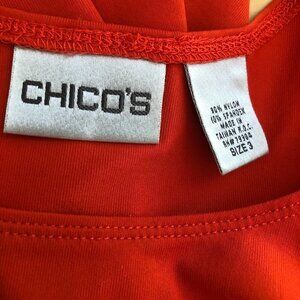 CHICO'S
90% NYLON
10% SPANDEX
MADE IN
TAIWAN R.O.C.
SIZE 3